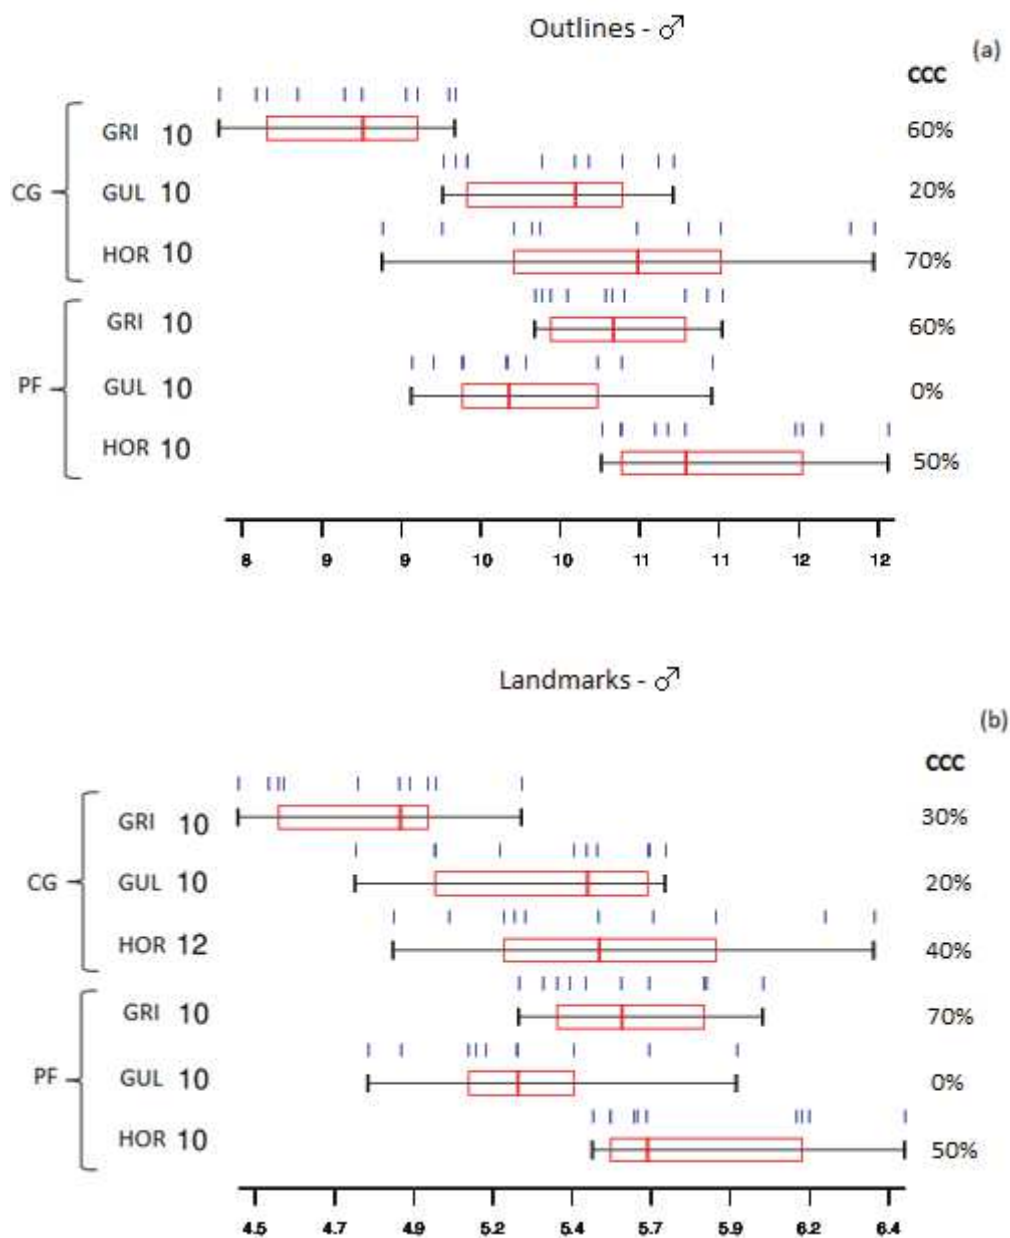 Outlines - ♂
(a)
CCC
GRI 10 60%
CG GUL 10 20%
HOR 10 70%
GRI 10 60%
PF GUL 10 0%
HOR 10 50%
8 9 9 10 10 11 11 12 12
Landmarks - ♂
(b)
CCC
GRI 10 30%
CG GUL 10 20%
HOR 12 40%
GRI 10 70%
PF GUL 10 0%
HOR 10 50%
4.5 4.7 4.9 5.2 5.4 5.7 5.9 6.2 6.4